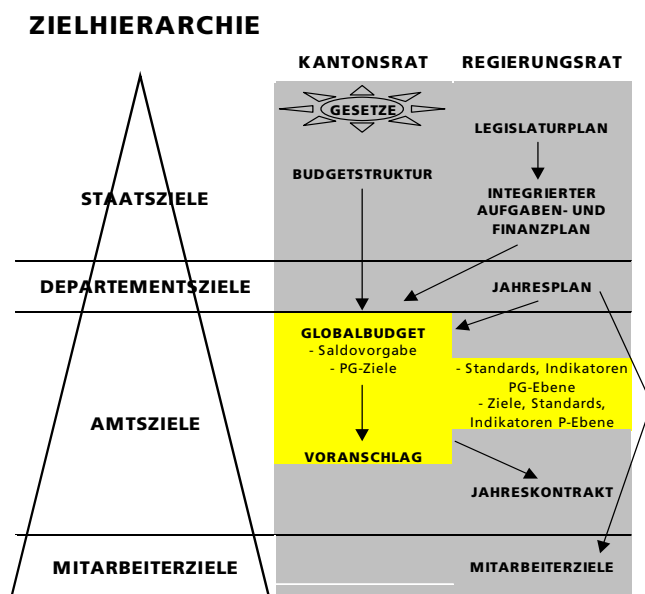 ZIELHIERARCHIE
KANTONSRAT
REGIERUNGSRAT
GESETZE
LEGISLATURPLAN
BUDGETSTRUKTUR
STAATSZIELE
INTEGRIERTER
AUFGABEN- UND
FINANZPLAN
DEPARTEMENTSZIELE
JAHRESPLAN
GLOBALBUDGET
- Saldovorgabe
- PG-Ziele
- Standards, Indikatoren
PG-Ebene
- Ziele, Standards,
Indikatoren P-Ebene
AMTSZIELE
VORANSCHLAG
JAHRESKONTRAKT
MITARBEITERZIELE
MITARBEITERZIELE